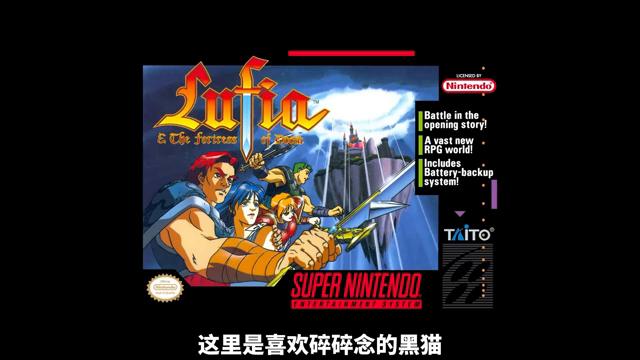 Lufia
& The Fortress of Doom
TM
LICENSED BY
Nintendo
Battle in the
opening story!
A vast new
RPG world!
Includes
Battery-backup
system!
TAITO®
SUPER NINTENDO
ENTERTAINMENT SYSTEM
这里是喜欢碎碎念的黑猫